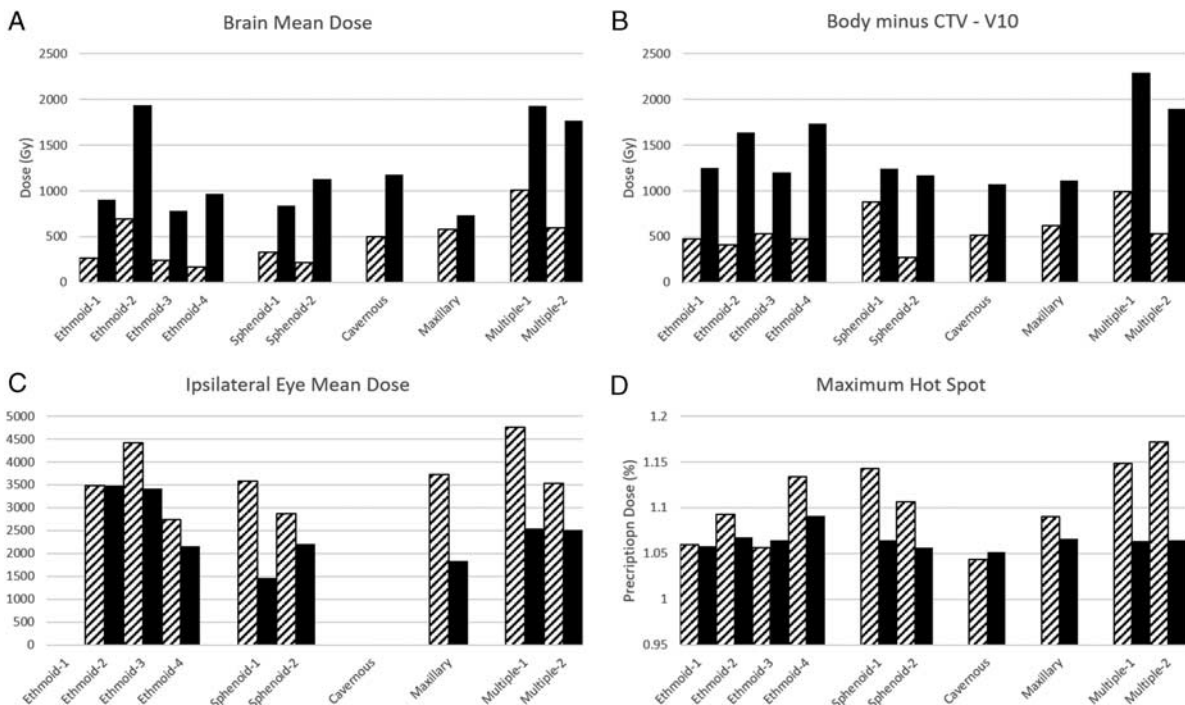 A
Brain Mean Dose
2500
2000
1500
1000
500
0
Dose (Gy)
Ethmoid-1
Ethmoid-2
Ethmoid-3
Ethmoid-4
Sphenoid-1
Sphenoid-2
Cavernous
Maxillary
Multiple-1
Multiple-2
B
Body minus CTV - V10
2500
2000
1500
1000
500
0
Dose (Gy)
Ethmoid-1
Ethmoid-2
Ethmoid-3
Ethmoid-4
Sphenoid-1
Sphenoid-2
Cavernous
Maxillary
Multiple-1
Multiple-2
C
Ipsilateral Eye Mean Dose
5000
4500
4000
3500
3000
2500
2000
1500
1000
500
0
Ethmoid-1
Ethmoid-2
Ethmoid-3
Ethmoid-4
Sphenoid-1
Sphenoid-2
Cavernous
Maxillary
Multiple-1
Multiple-2
D
Maximum Hot Spot
1.2
1.15
1.1
1.05
1
0.95
Precriptiopn Dose (%)
Ethmoid-1
Ethmoid-2
Ethmoid-3
Ethmoid-4
Sphenoid-1
Sphenoid-2
Cavernous
Maxillary
Multiple-1
Multiple-2